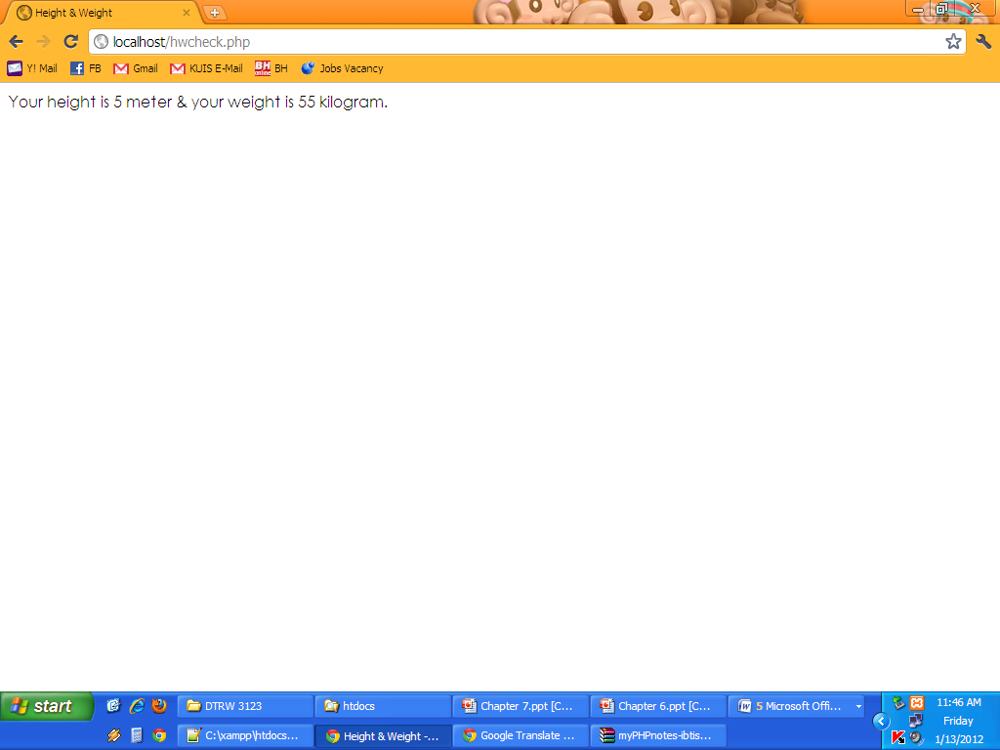 Height & Weight
localhost/hwcheck.php
Y! Mail FB Gmail KUIS E-Mail BH online BH Jobs Vacancy
Your height is 5 meter & your weight is 55 kilogram.
start DTRW 3123 htdocs Chapter 7.ppt [C... Chapter 6.ppt [C... 5 Microsoft Offi... 11:46 AM
Friday
C:\xampp\htdocs... Height & Weight -... Google Translate ... myPHPnotes-ibtis... 1/13/2012